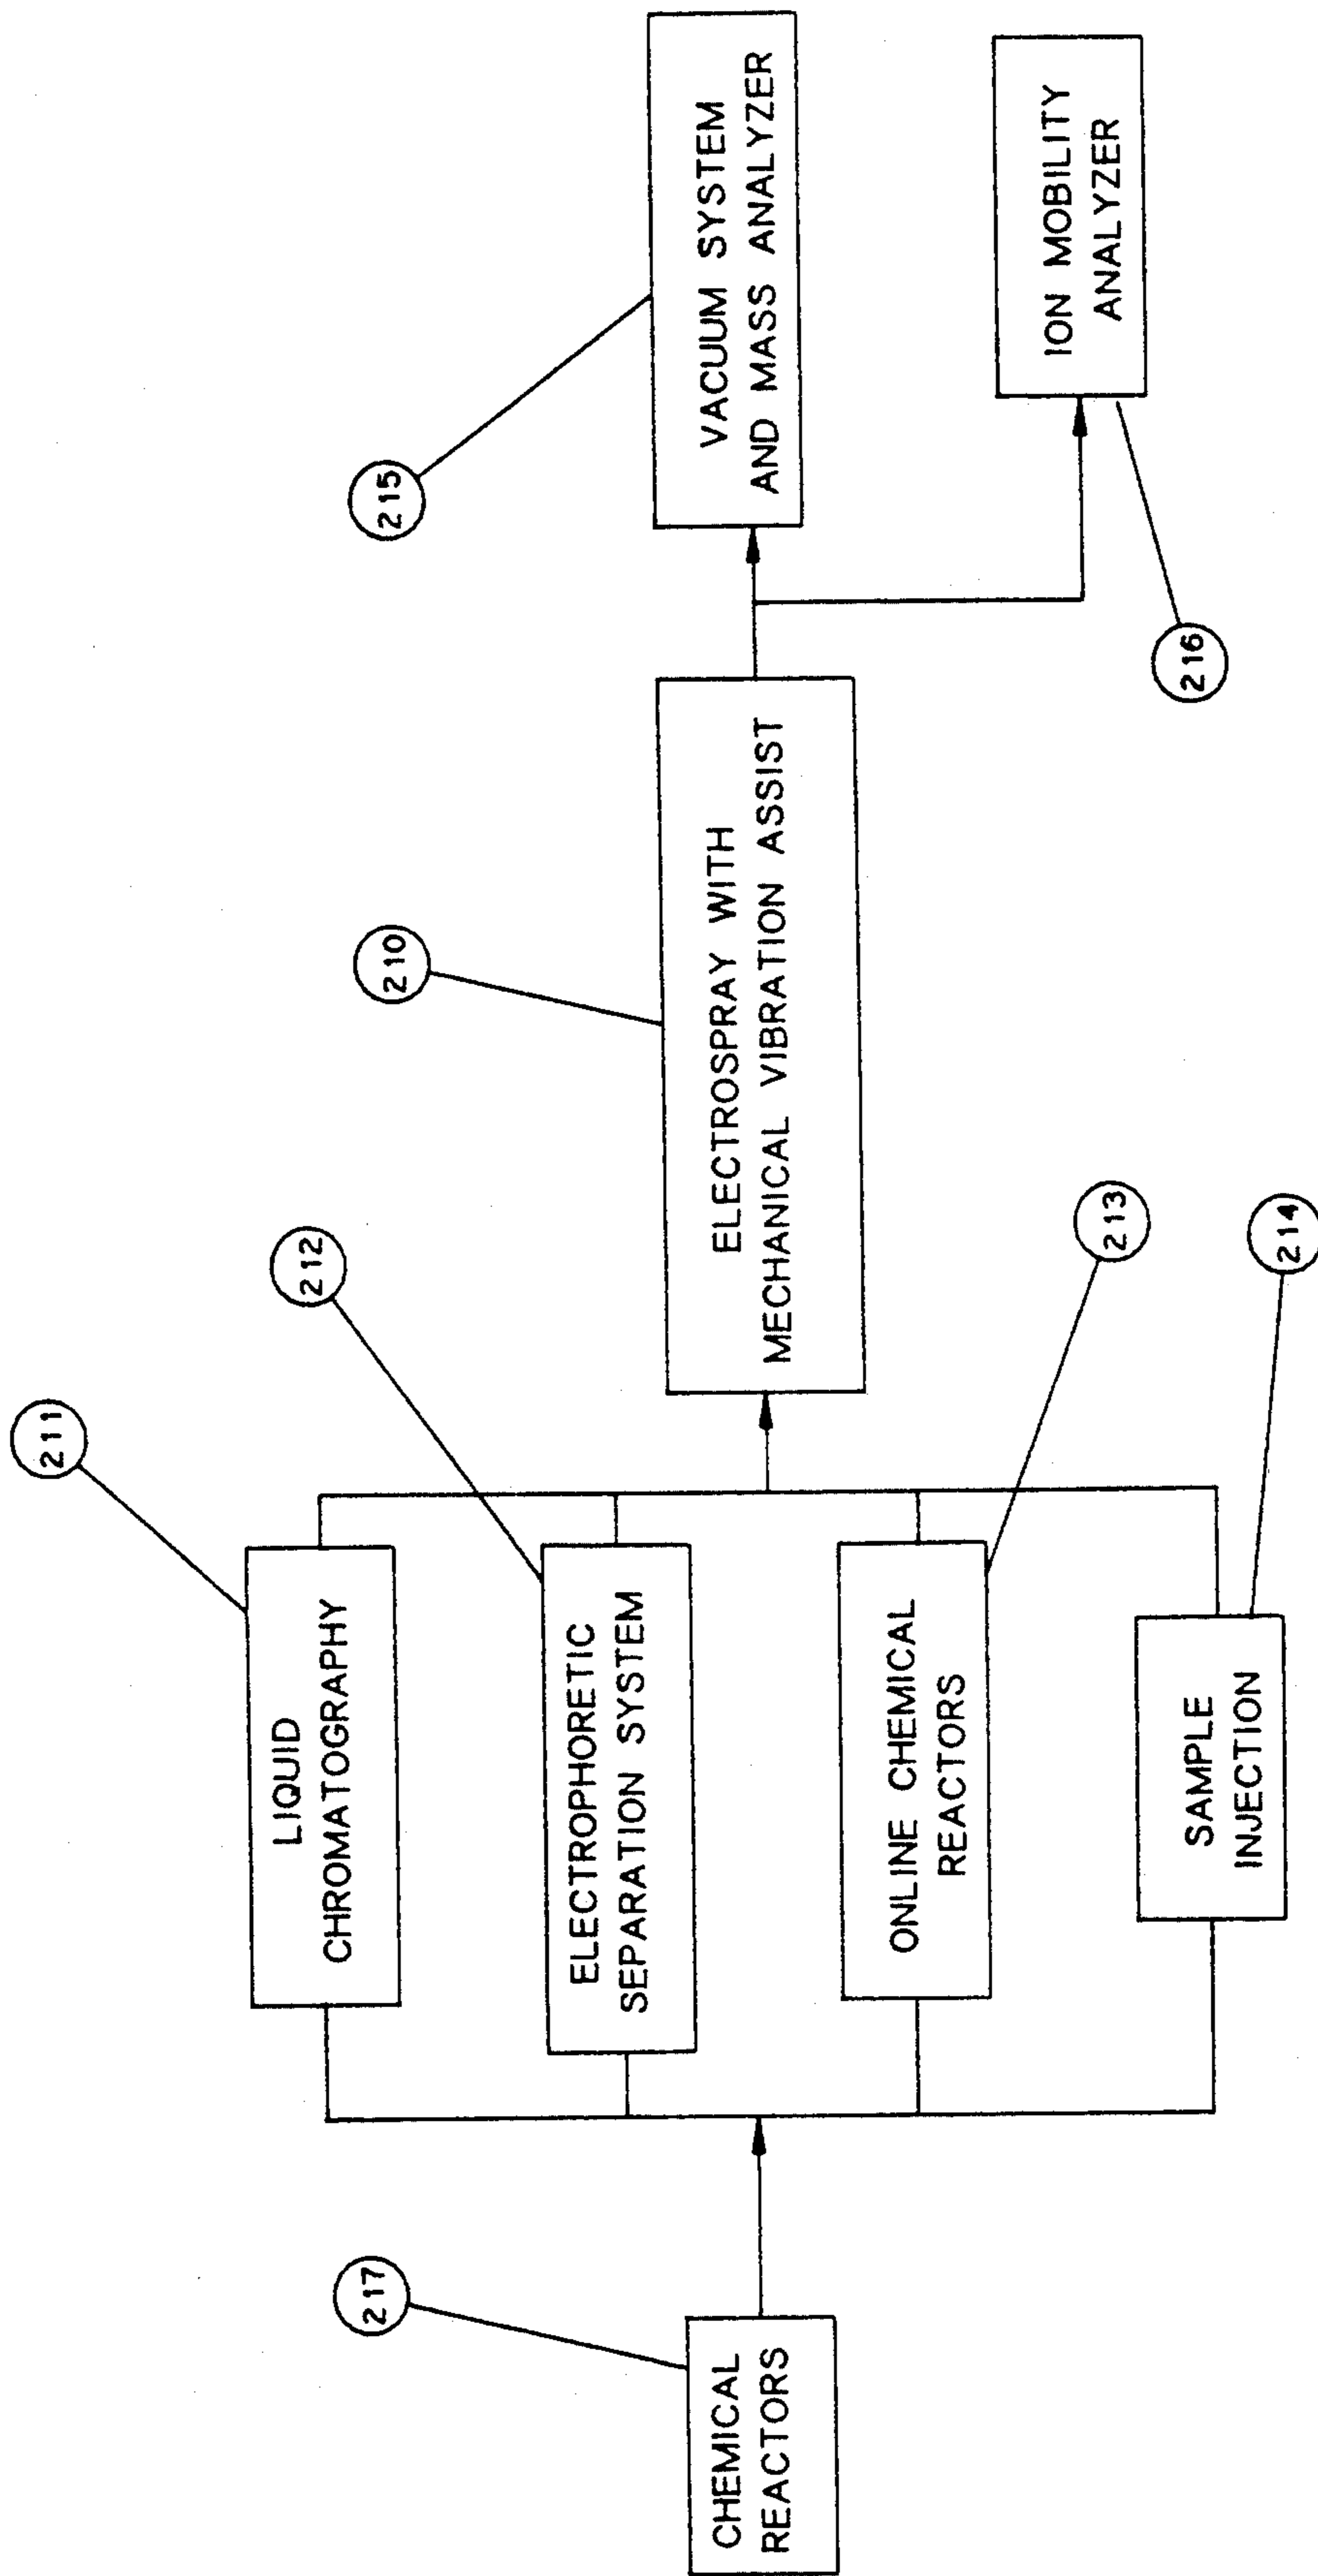 217
CHEMICAL
REACTORS
211
LIQUID
CHROMATOGRAPHY
212
ELECTROPHORETIC
SEPARATION SYSTEM
213
ONLINE CHEMICAL
REACTORS
214
SAMPLE
INJECTION
210
ELECTROSPRAY WITH
MECHANICAL VIBRATION ASSIST
215
VACUUM SYSTEM
AND MASS ANALYZER
216
ION MOBILITY
ANALYZER